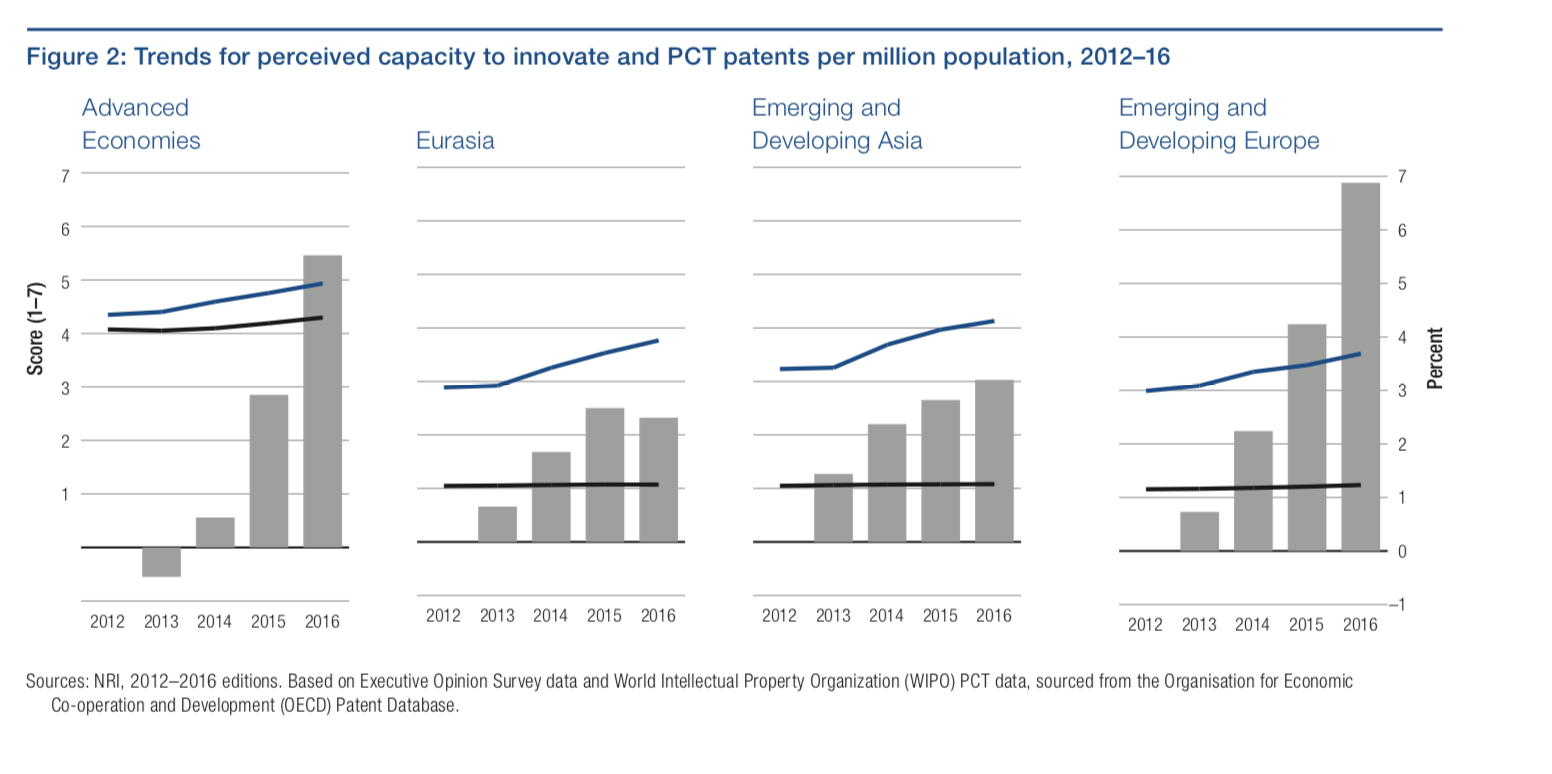 Figure 2: Trends for perceived capacity to innovate and PCT patents per million population, 2012–16
Advanced
Economies
Eurasia
Emerging and
Developing Asia
Emerging and
Developing Europe
Score (1–7)
7
6
5
4
3
2
1
2012 2013 2014 2015 2016
2012 2013 2014 2015 2016
2012 2013 2014 2015 2016
7
6
5
4
3
2
1
0
–1
Percent
2012 2013 2014 2015 2016
Sources: NRI, 2012–2016 editions. Based on Executive Opinion Survey data and World Intellectual Property Organization (WIPO) PCT data, sourced from the Organisation for Economic
Co-operation and Development (OECD) Patent Database.